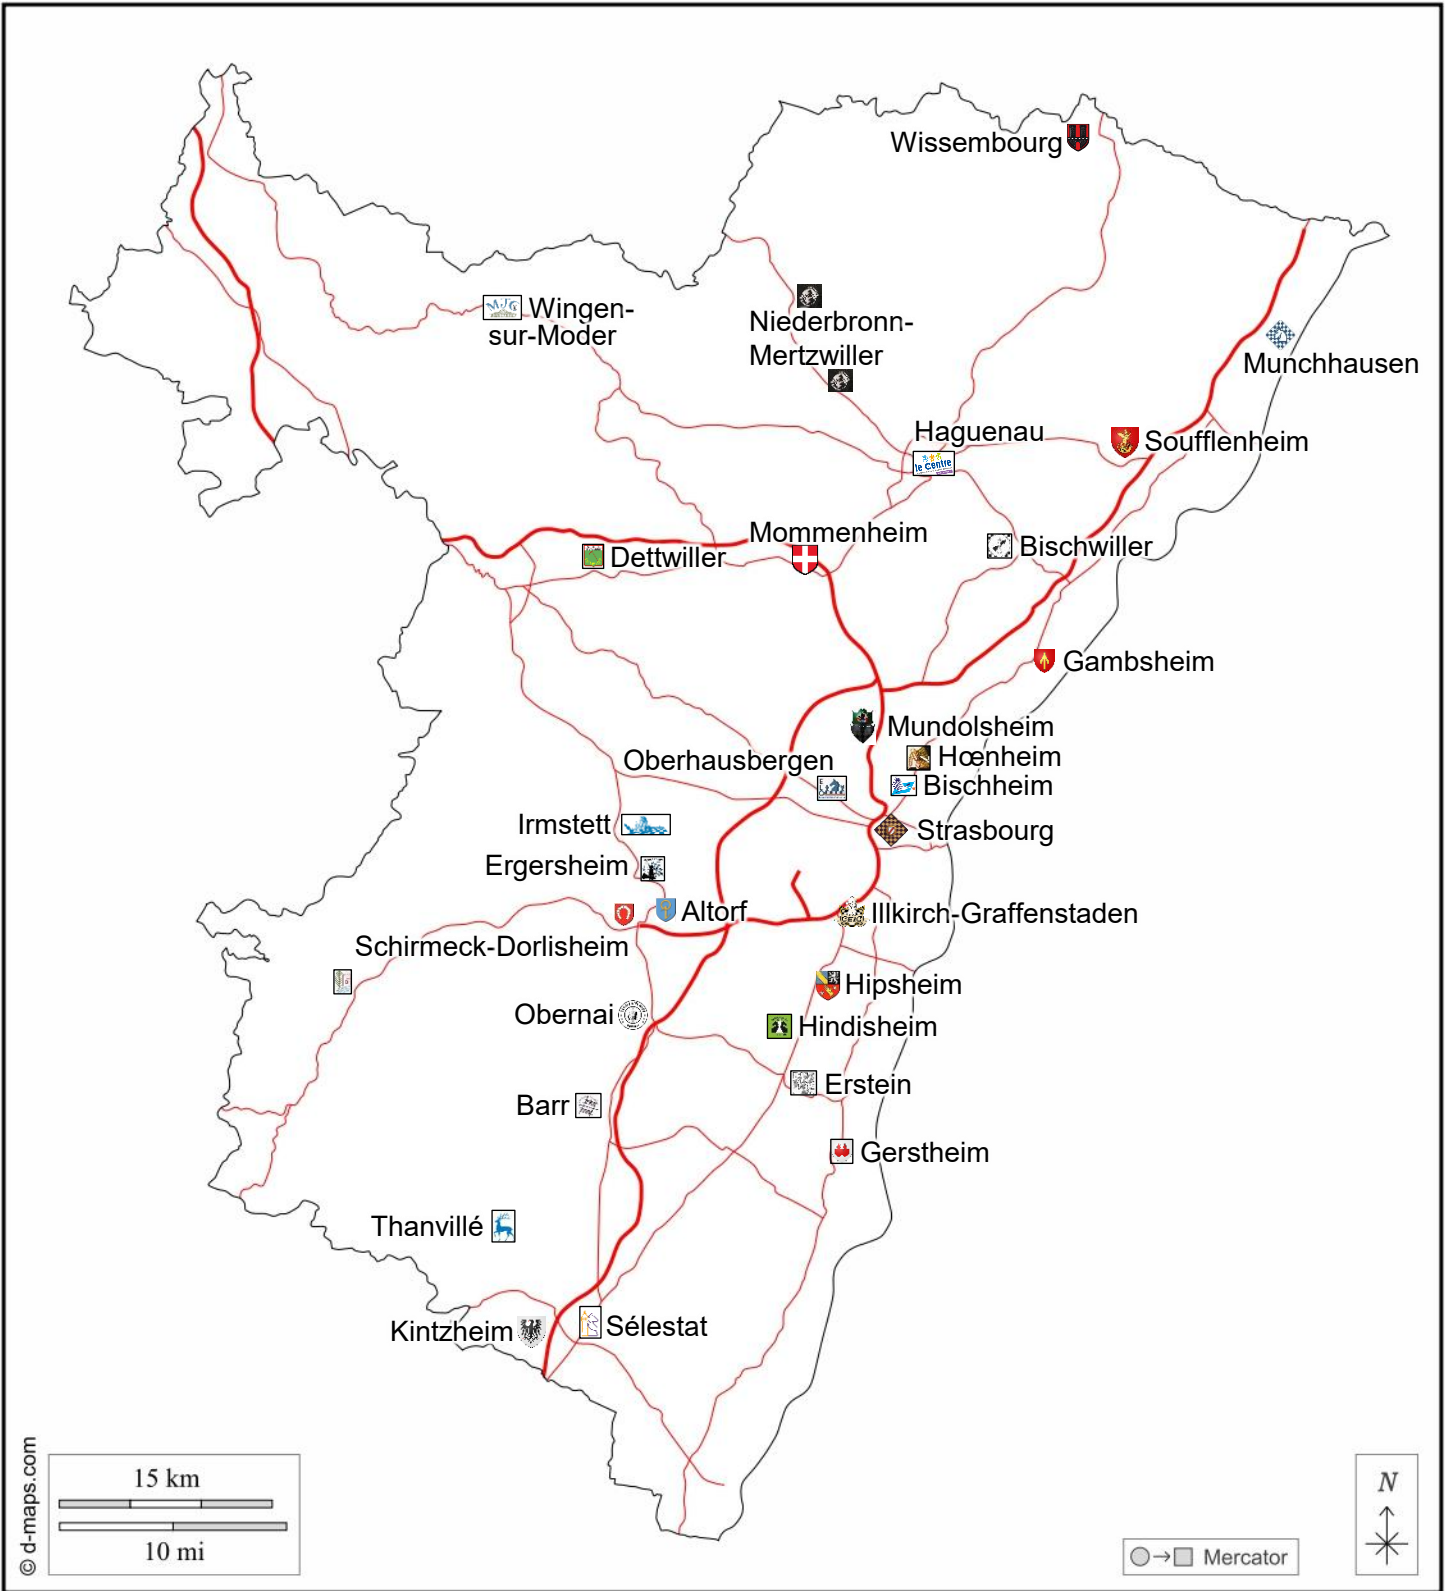 Wissembourg
Wingen-
sur-Moder
Niederbronn-
Mertzwiller
Munchhausen
Haguenau
le Centre
Soufflenheim
Mommenheim
Dettwiller
Bischwiller
Gambsheim
Mundolsheim
Hœnheim
Oberhausbergen
Bischheim
Irmstett
Strasbourg
Ergersheim
Altorf
Illkirch-Graffenstaden
Schirmeck-Dorlisheim
Hipsheim
Obernai
Hindisheim
Erstein
Barr
Gerstheim
Thanvillé
Kintzheim
Sélestat
© d-maps.com
15 km
10 mi
N
Mercator